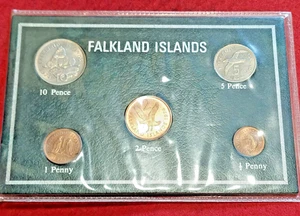 FALKLAND ISLANDS
10 Pence
5 Pence
2 Pence
1 Penny
½ Penny